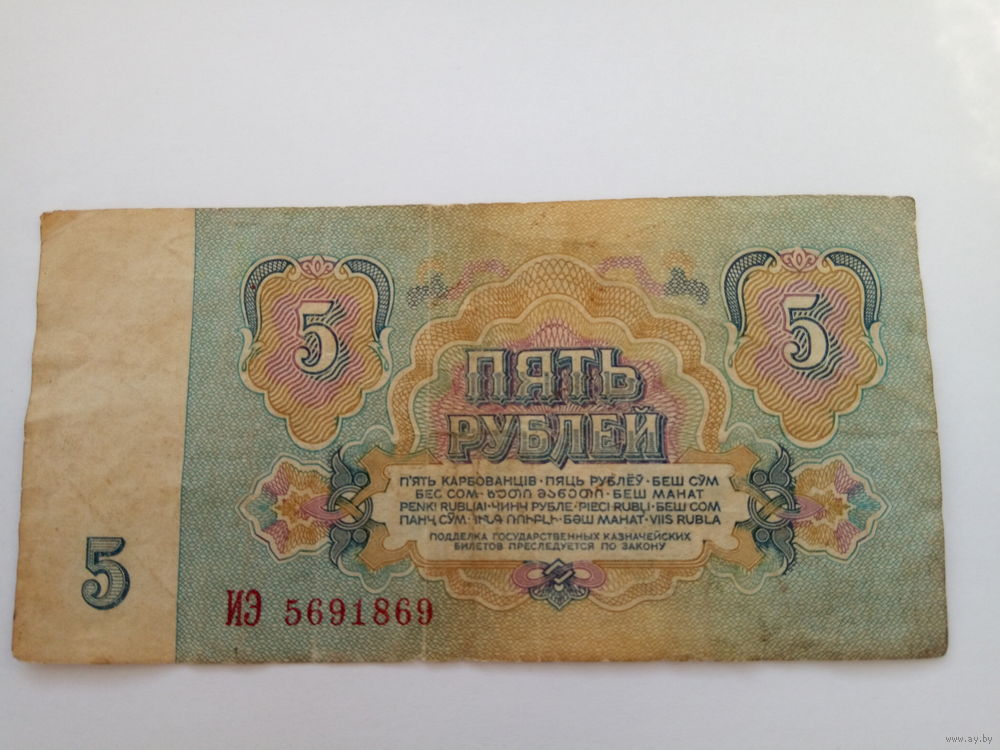 5 5
ПЯТЬ
РУБЛЕЙ
П'ЯТЬ КАРБОВАНЦІВ · ПЯЦЬ РУБЛЁЎ · БЕШ СЎМ
БЕС СОМ · ხუთი მანეთი · БЕШ МАНАТ
PENKI RUBLIAI · ЧИНЧ РУБЛЕ · PIECI RUBĻI · БЕШ СОМ
ПАНҶ СӮМ · ՀԻՆԳ ՌՈՒԲԼԻ · БӘШ МАНАТ · VIIS RUBLA
ПОДДЕЛКА ГОСУДАРСТВЕННЫХ КАЗНАЧЕЙСКИХ
БИЛЕТОВ ПРЕСЛЕДУЕТСЯ ПО ЗАКОНУ
5
ИЭ 5691869
www.ay.by